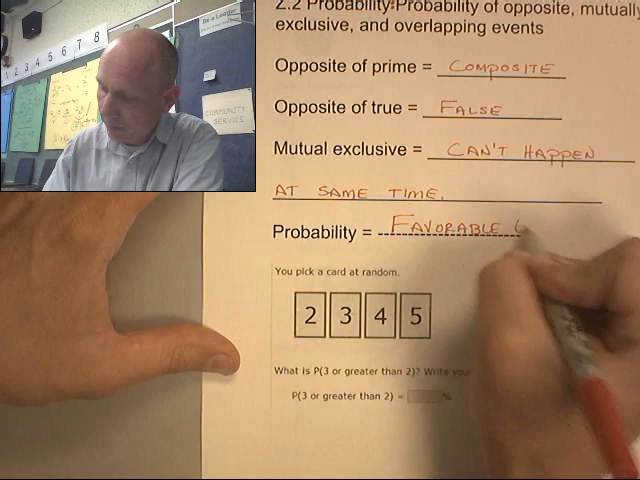 2.2 Probability:Probability of opposite, mutually
exclusive, and overlapping events
Opposite of prime = COMPOSITE
Opposite of true = FALSE
Mutual exclusive = CAN'T HAPPEN
AT SAME TIME.
Probability = FAVORABLE
You pick a card at random.
2 3 4 5
What is P(3 or greater than 2)? Write your
P(3 or greater than 2) = %
1 2 3 4 5 6 7 8
Be a Leader
COMMUNITY
SERVICE